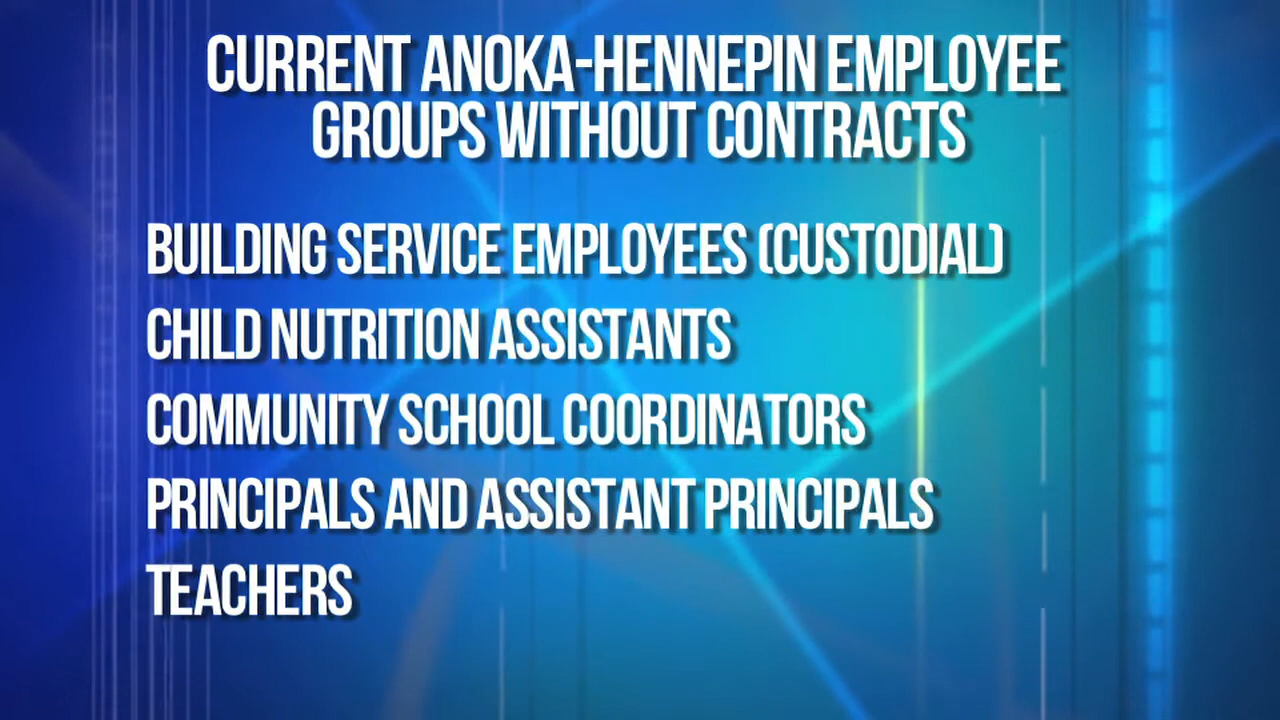 CURRENT ANOKA-HENNEPIN EMPLOYEE
GROUPS WITHOUT CONTRACTS
BUILDING SERVICE EMPLOYEES (CUSTODIAL)
CHILD NUTRITION ASSISTANTS
COMMUNITY SCHOOL COORDINATORS
PRINCIPALS AND ASSISTANT PRINCIPALS
TEACHERS